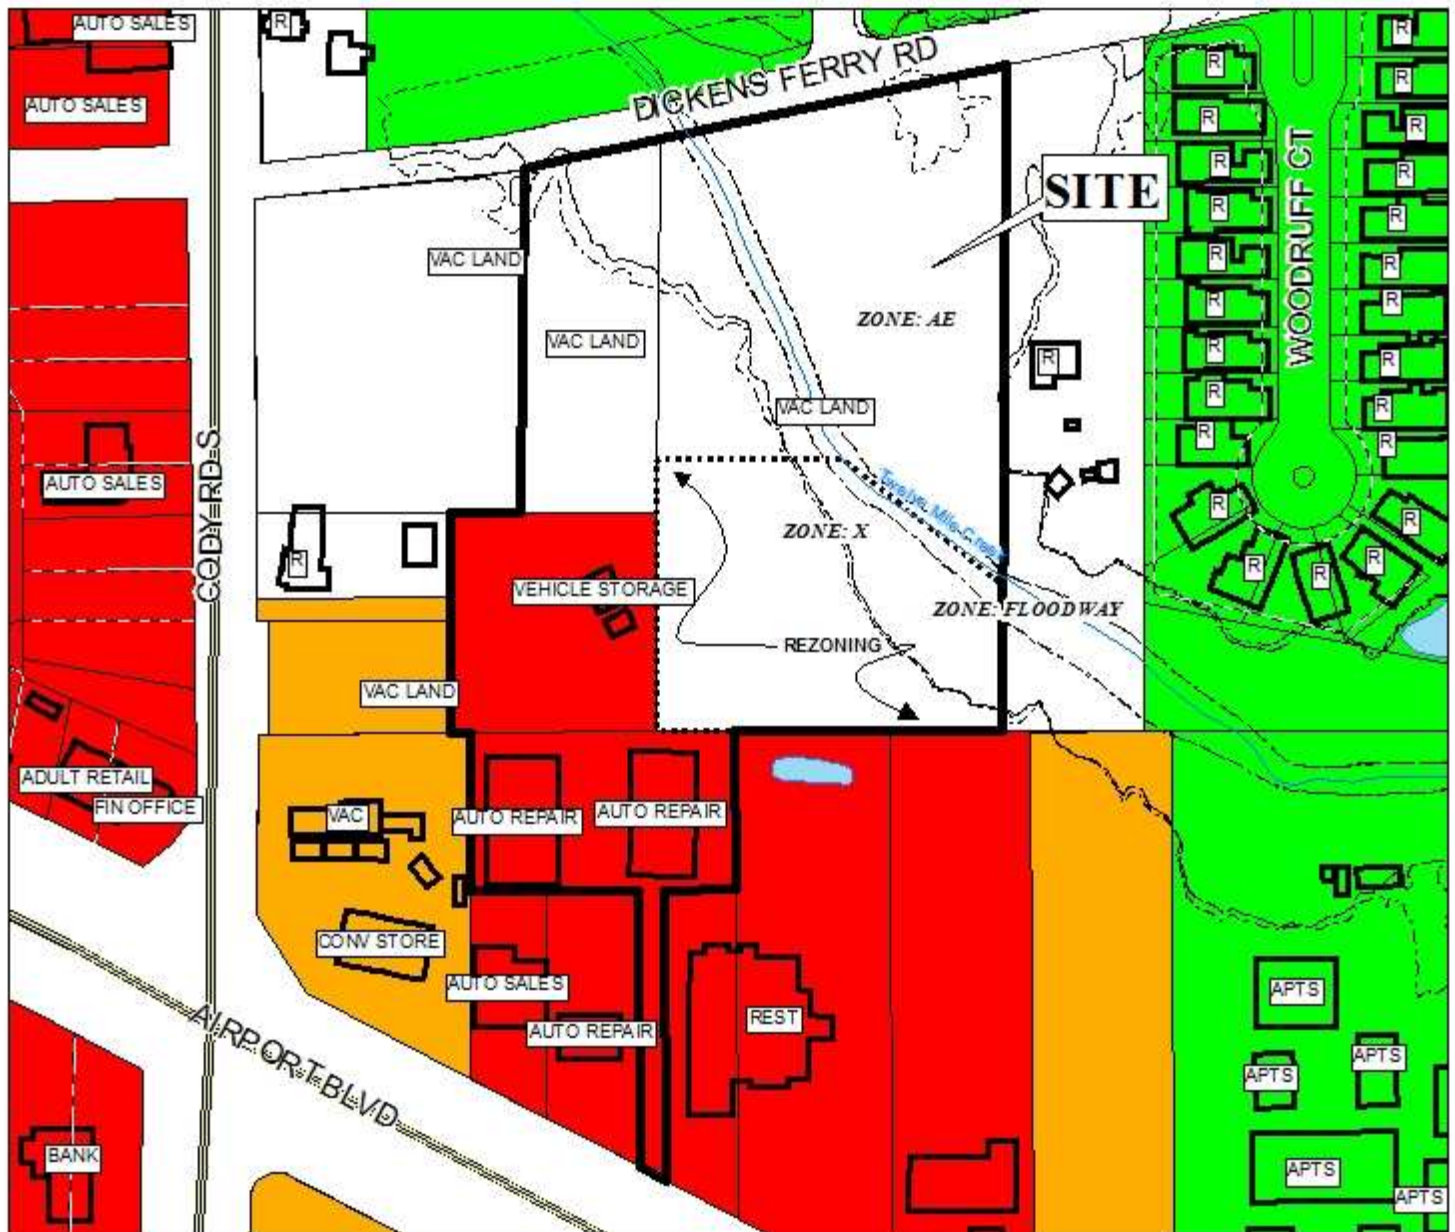 AUTO SALES
R
R
AUTO SALES
DICKENS FERRY RD
R
R
R
R
R
R
WOODRUFF CT
SITE
R
R
VAC LAND
R
R
ZONE: AE
R
R
VAC LAND
R
R
R
R
VAC LAND
R
R
R
R
AUTO SALES
CODY RD S
Twelve Mile Creek
R
R
ZONE: X
R
R
R
R
VEHICLE STORAGE
ZONE: FLOODWAY
REZONING
VAC LAND
ADULT RETAIL
FIN OFFICE
VAC
AUTO REPAIR
AUTO REPAIR
CONV STORE
AUTO SALES
APTS
AUTO REPAIR
REST
AIRPORT BLVD
APTS
APTS
BANK
APTS
APTS